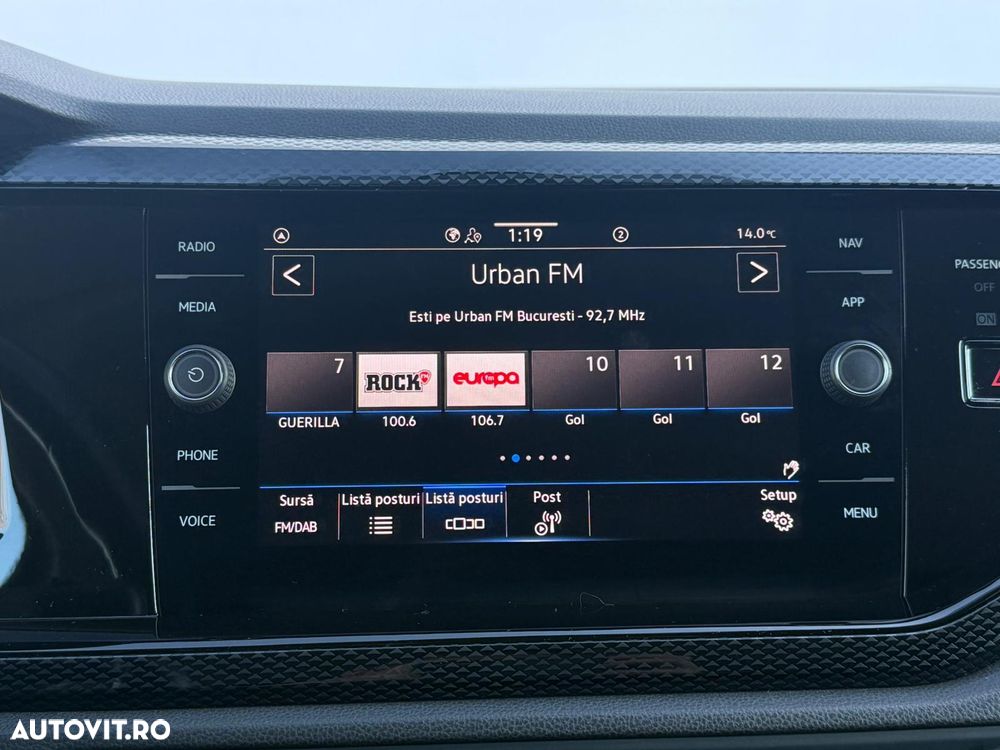 RADIO
MEDIA
PHONE
VOICE
1:19
2
14.0°C
<
Urban FM
>
Esti pe Urban FM Bucuresti - 92,7 MHz
7
ROCK FM
europa
10
11
12
GUERILLA
100.6
106.7
Gol
Gol
Gol
Sursă
Listă posturi
Listă posturi
Post
Setup
FM/DAB
NAV
APP
CAR
MENU
PASSENG
OFF
ON
AUTOVIT.RO